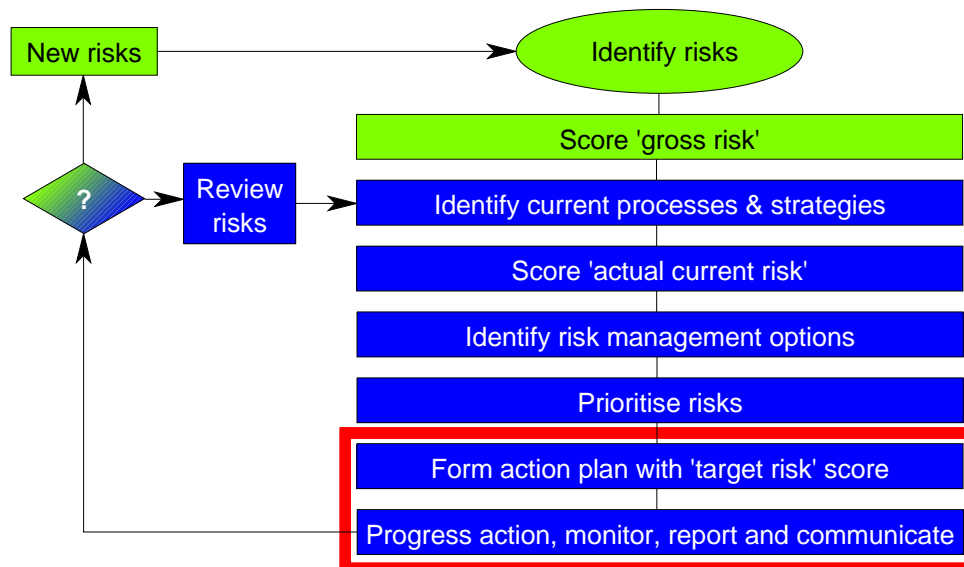 New risks
Identify risks
Score 'gross risk'
?
Review
risks
Identify current processes & strategies
Score 'actual current risk'
Identify risk management options
Prioritise risks
Form action plan with 'target risk' score
Progress action, monitor, report and communicate